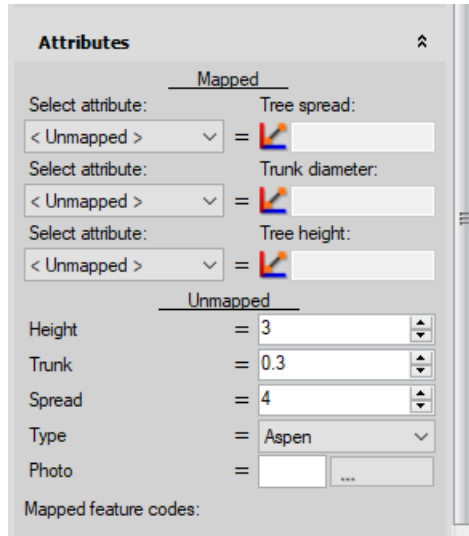 Attributes
Mapped
Select attribute: Tree spread:
< Unmapped > =
Select attribute: Trunk diameter:
< Unmapped > =
Select attribute: Tree height:
< Unmapped > =
Unmapped
Height = 3
Trunk = 0.3
Spread = 4
Type = Aspen
Photo = ...
Mapped feature codes: